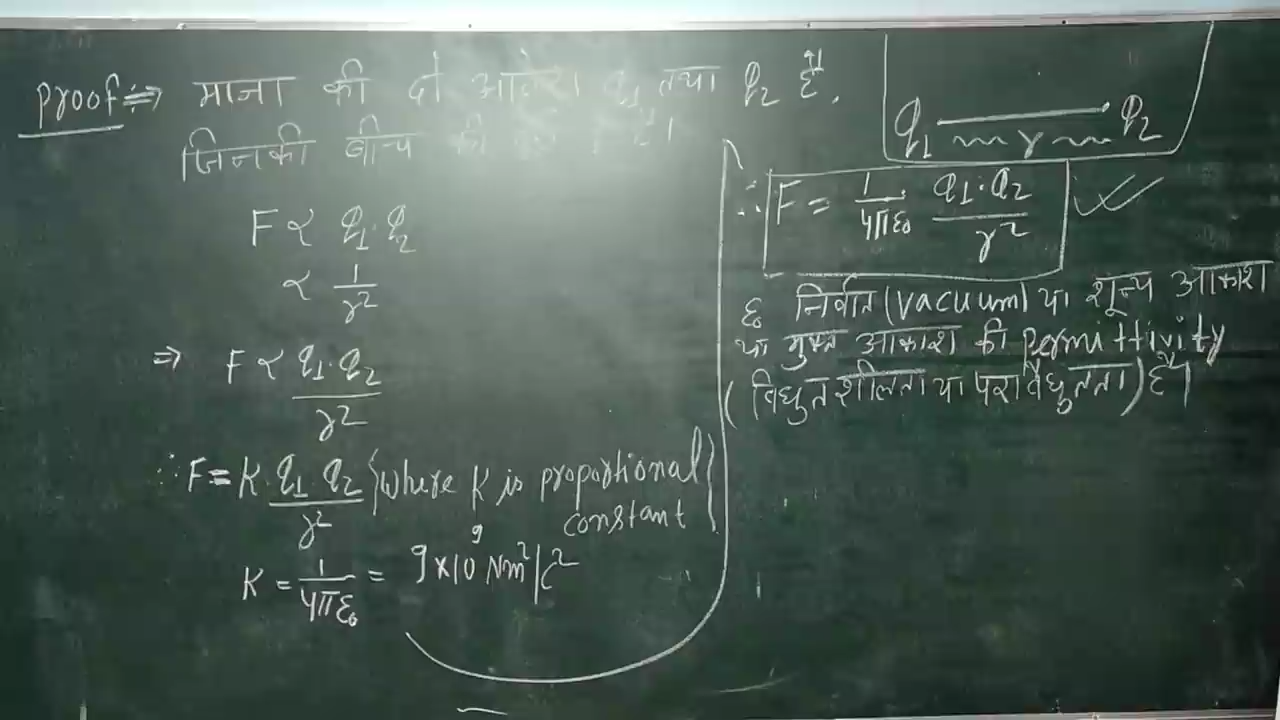 Proof ⇒ माना की दो आवेश q₁ तथा q₂ हैं,
जिनकी बीच की है।
F ∝ q₁·q₂
∝ 1/r²
⇒ F ∝ q₁·q₂/r²
∴ F = K·q₁ q₂/r² {where K is proportional constant}
K = 1/4πε₀ = 9×10⁹ Nm²/C²
q₁ r q₂
∴ F = 1/4πε₀ · q₁·q₂/r²
ε₀ निर्वात (vacuum) या शून्य आकाश
या मुक्त आकाश की permittivity
(विधुतशीलता या परावैधुतता) है।